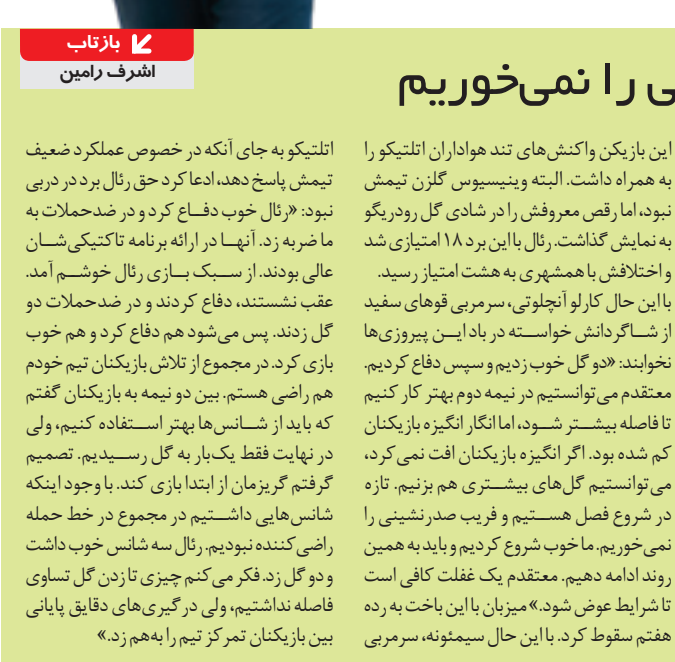 بازتاب
اشرف رامین
را نمی‌خوریم
این بازیکن واکنش‌های تند هواداران اتلتیکو را
به همراه داشت. البته وینیسیوس گلزن تیمش
نبود، اما رقص معروفش را در شادی گل رودریگو
به نمایش گذاشت. رئال با این برد ۱۸ امتیازی شد
و اختلافش با همشهری به هشت امتیاز رسید.
با این حال کارلو آنچلوتی، سرمربی قوهای سفید
از شاگردانش خواسته در باد این پیروزی‌ها
نخوابند: «دو گل خوب زدیم و سپس دفاع کردیم.
معتقدم می‌توانستیم در نیمه دوم بهتر کار کنیم
تا فاصله بیشتر شود، اما انگار انگیزه بازیکنان
کم شده بود. اگر انگیزه بازیکنان افت نمی‌کرد،
می‌توانستیم گل‌های بیشتری هم بزنیم. تازه
در شروع فصل هستیم و فریب صدرنشینی را
نمی‌خوریم. ما خوب شروع کردیم و باید به همین
روند ادامه دهیم. معتقدم یک غفلت کافی است
تا شرایط عوض شود.» میزبان با این باخت به رده
هفتم سقوط کرد. با این حال سیمئونه، سرمربی
اتلتیکو به جای آنکه در خصوص عملکرد ضعیف
تیمش پاسخ دهد، ادعا کرد حق رئال برد در دربی
نبود: «رئال خوب دفاع کرد و در ضدحملات به
ما ضربه زد. آنها در ارائه برنامه تاکتیکی‌شان
عالی بودند. از سبک بازی رئال خوشم آمد.
عقب نشستند، دفاع کردند و در ضدحملات دو
گل زدند. پس می‌شود هم دفاع کرد و هم خوب
بازی کرد. در مجموع از تلاش بازیکنان تیم خودم
هم راضی هستم. بین دو نیمه به بازیکنان گفتم
که باید از شانس‌ها بهتر استفاده کنیم، ولی
در نهایت فقط یک‌بار به گل رسیدیم. تصمیم
گرفتم گریزمان از ابتدا بازی کند. با وجود اینکه
شانس‌هایی داشتیم در مجموع در خط حمله
راضی‌کننده نبودیم. رئال سه شانس خوب داشت
و دو گل زد. فکر می‌کنم چیزی تا زدن گل تساوی
فاصله نداشتیم، ولی درگیری‌های دقایق پایانی
بین بازیکنان تمرکز تیم را به‌هم زد.»